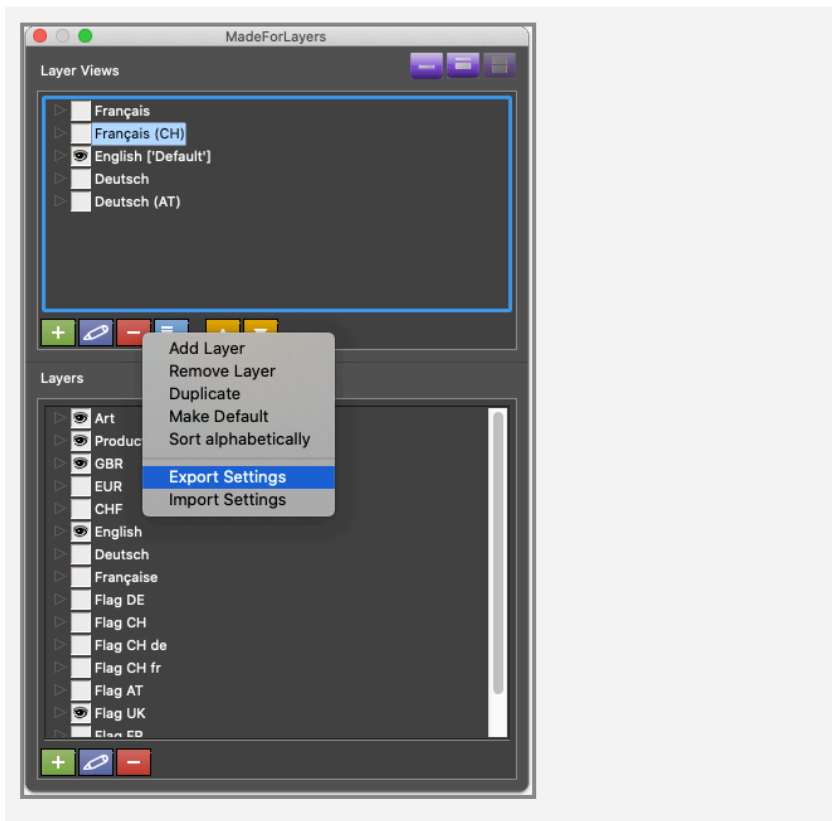 MadeForLayers
Layer Views
Français
Français (CH)
English ['Default']
Deutsch
Deutsch (AT)
Add Layer
Remove Layer
Duplicate
Make Default
Sort alphabetically
Export Settings
Import Settings
Layers
Art
Produc
GBR
EUR
CHF
English
Deutsch
Française
Flag DE
Flag CH
Flag CH de
Flag CH fr
Flag AT
Flag UK
Flag FR